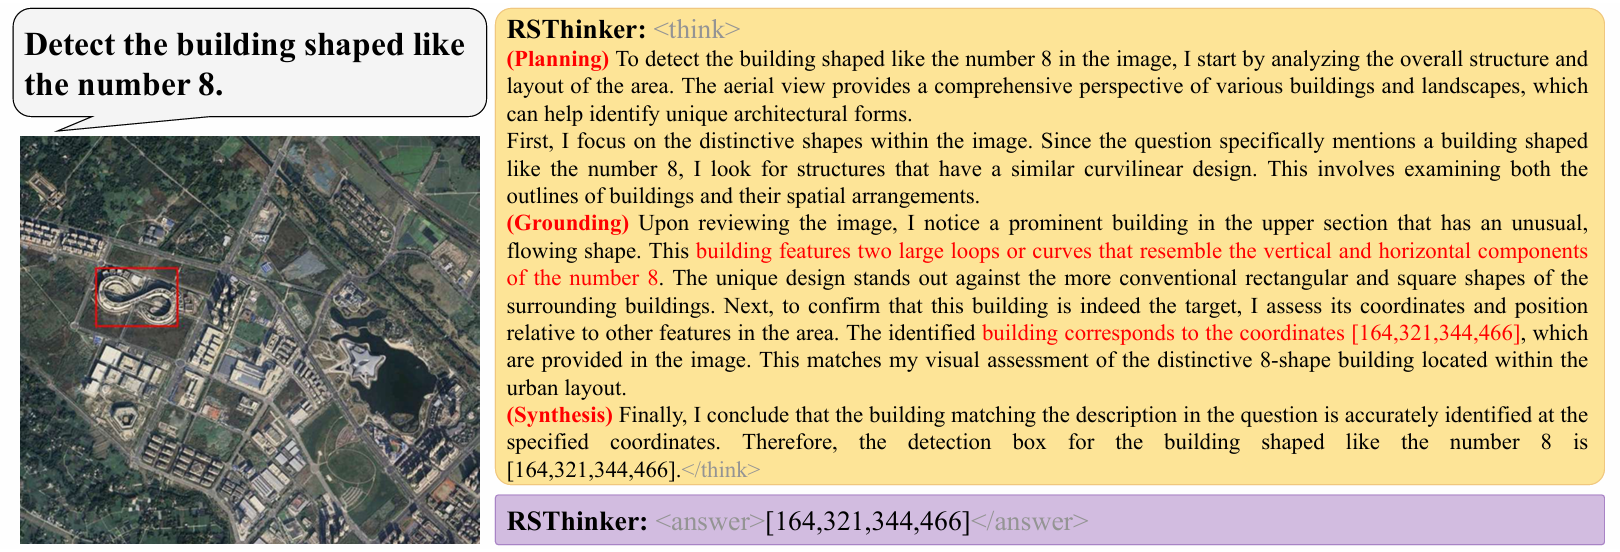 Detect the building shaped like
the number 8.
RSThinker: <think>
(Planning) To detect the building shaped like the number 8 in the image, I start by analyzing the overall structure and
layout of the area. The aerial view provides a comprehensive perspective of various buildings and landscapes, which
can help identify unique architectural forms.
First, I focus on the distinctive shapes within the image. Since the question specifically mentions a building shaped
like the number 8, I look for structures that have a similar curvilinear design. This involves examining both the
outlines of buildings and their spatial arrangements.
(Grounding) Upon reviewing the image, I notice a prominent building in the upper section that has an unusual,
flowing shape. This building features two large loops or curves that resemble the vertical and horizontal components
of the number 8. The unique design stands out against the more conventional rectangular and square shapes of the
surrounding buildings. Next, to confirm that this building is indeed the target, I assess its coordinates and position
relative to other features in the area. The identified building corresponds to the coordinates [164,321,344,466], which
are provided in the image. This matches my visual assessment of the distinctive 8-shape building located within the
urban layout.
(Synthesis) Finally, I conclude that the building matching the description in the question is accurately identified at the
specified coordinates. Therefore, the detection box for the building shaped like the number 8 is
[164,321,344,466].</think>
RSThinker: <answer>[164,321,344,466]</answer>